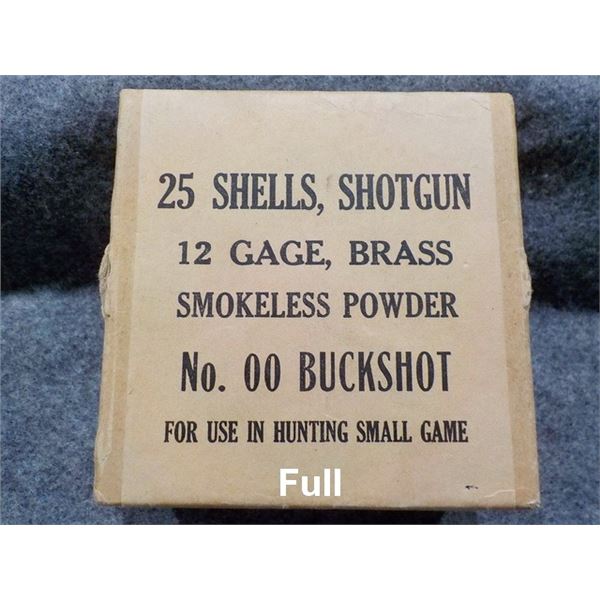 25 SHELLS, SHOTGUN
12 GAGE, BRASS
SMOKELESS POWDER
No. 00 BUCKSHOT
FOR USE IN HUNTING SMALL GAME
Full